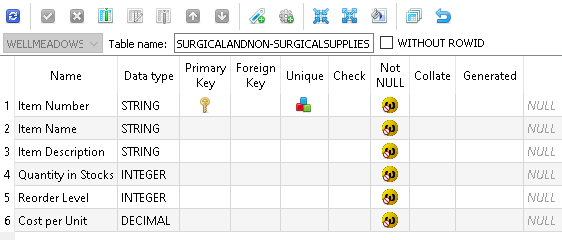 WELLMEADOWS Table name: SURGICALANDNON-SURGICALSUPPLIES WITHOUT ROWID
Name Data type Primary Key Foreign Key Unique Check Not NULL Collate Generated
1 Item Number STRING NULL
2 Item Name STRING NULL
3 Item Description STRING NULL
4 Quantity in Stocks INTEGER NULL
5 Reorder Level INTEGER NULL
6 Cost per Unit DECIMAL NULL